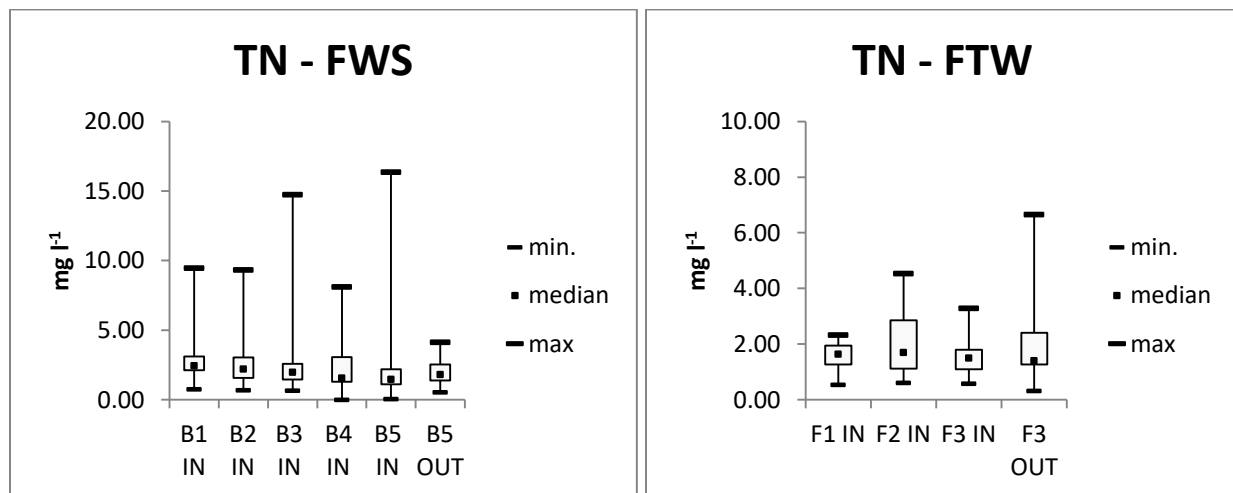 TN - FWS
20.00
15.00
10.00
5.00
0.00
mg l-1
B1 IN
B2 IN
B3 IN
B4 IN
B5 IN
B5 OUT
min.
median
max
TN - FTW
10.00
8.00
6.00
4.00
2.00
0.00
mg l-1
F1 IN
F2 IN
F3 IN
F3 OUT
min.
median
max